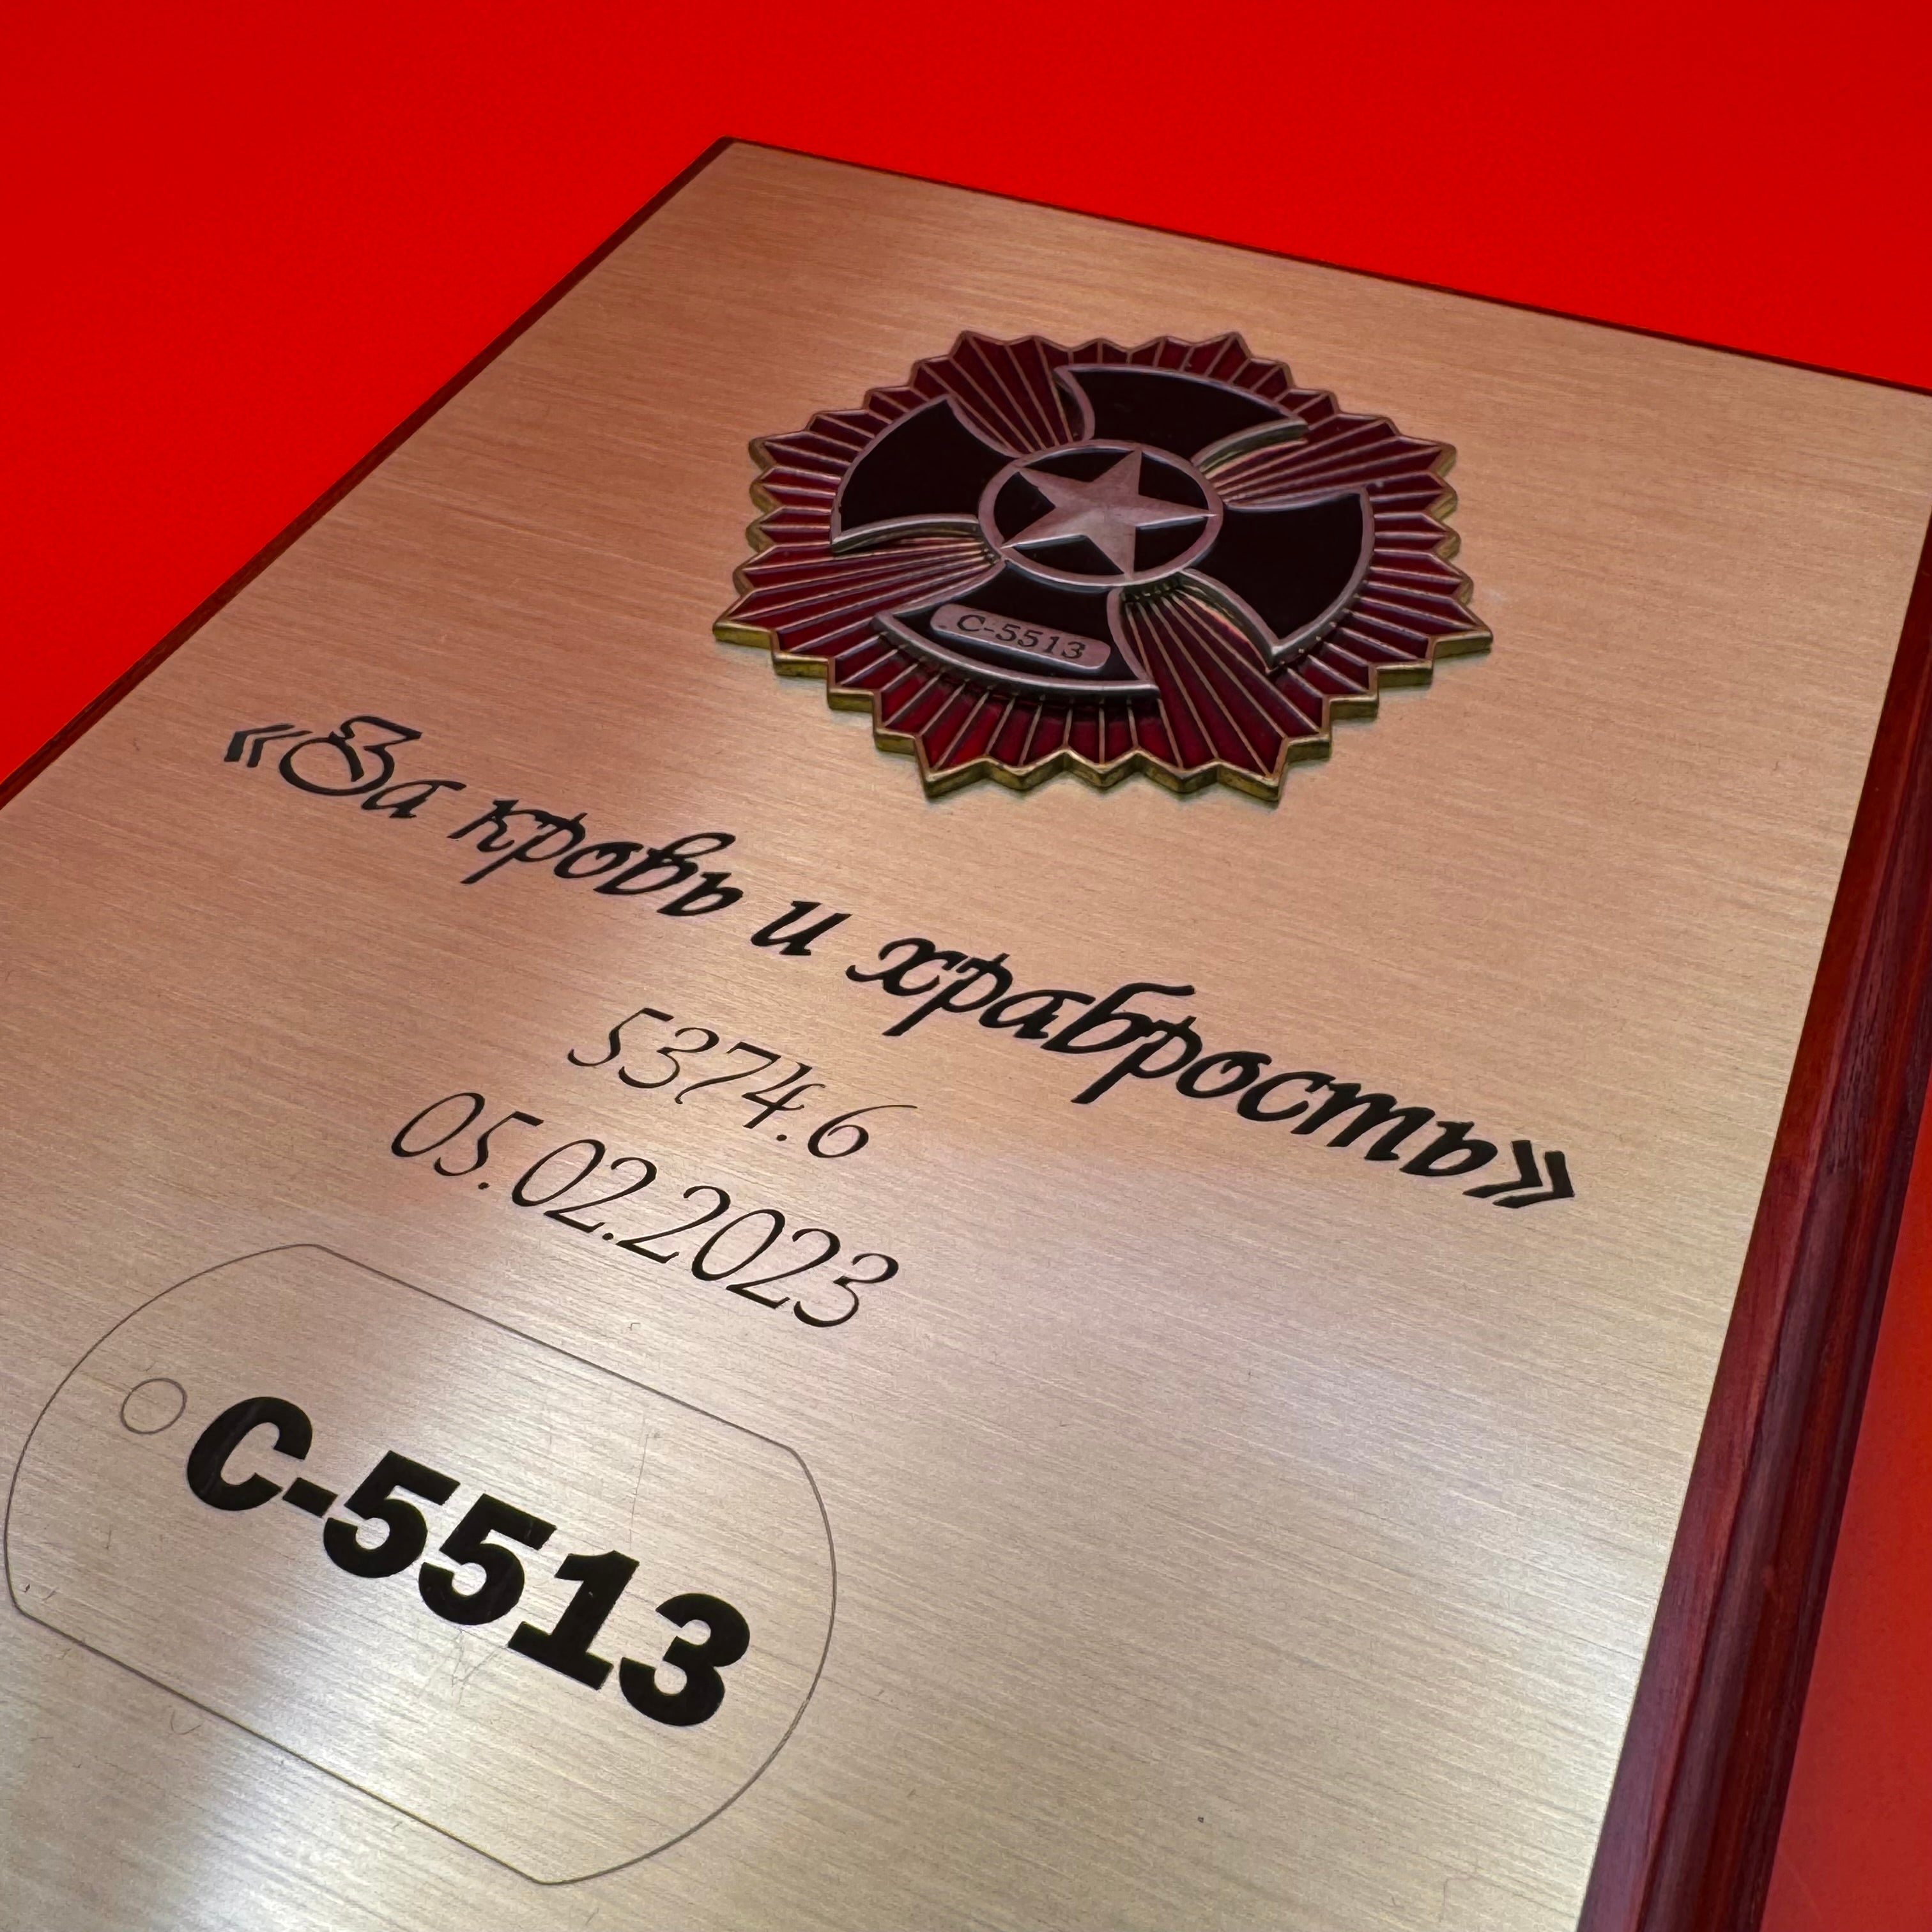 С-5513
«За кровь и храбрость»
5374.6
05.02.2023
С-5513